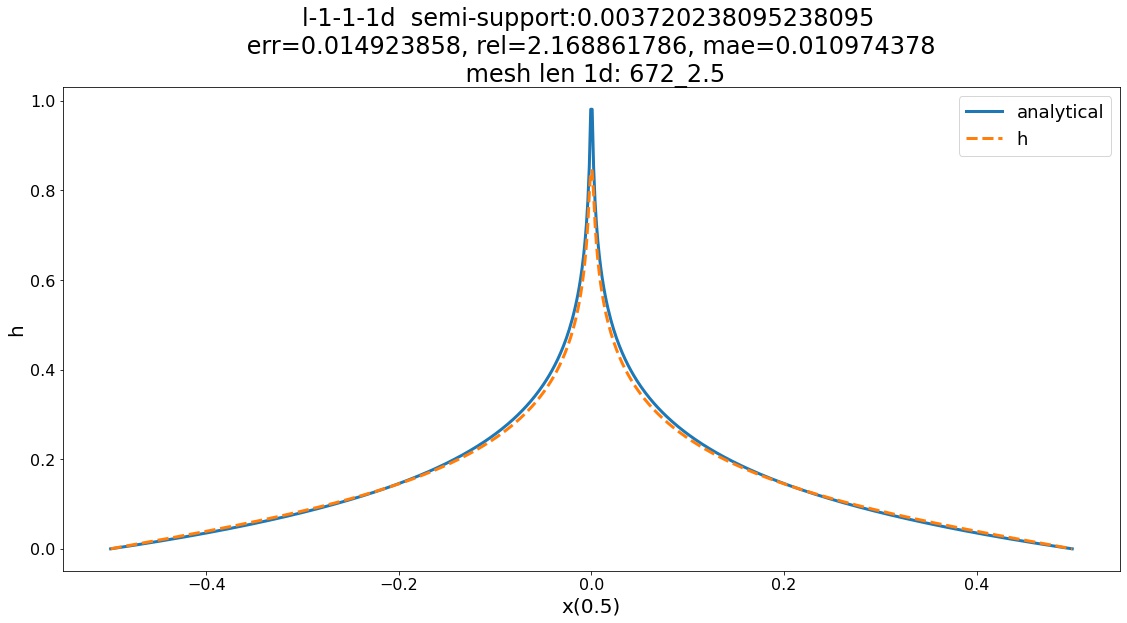 l-1-1-1d  semi-support:0.003720238095238095
err=0.014923858, rel=2.168861786, mae=0.010974378
mesh len 1d: 672_2.5
1.0
0.8
0.6
0.4
0.2
0.0
h
analytical
h
−0.4
−0.2
0.0
0.2
0.4
x(0.5)